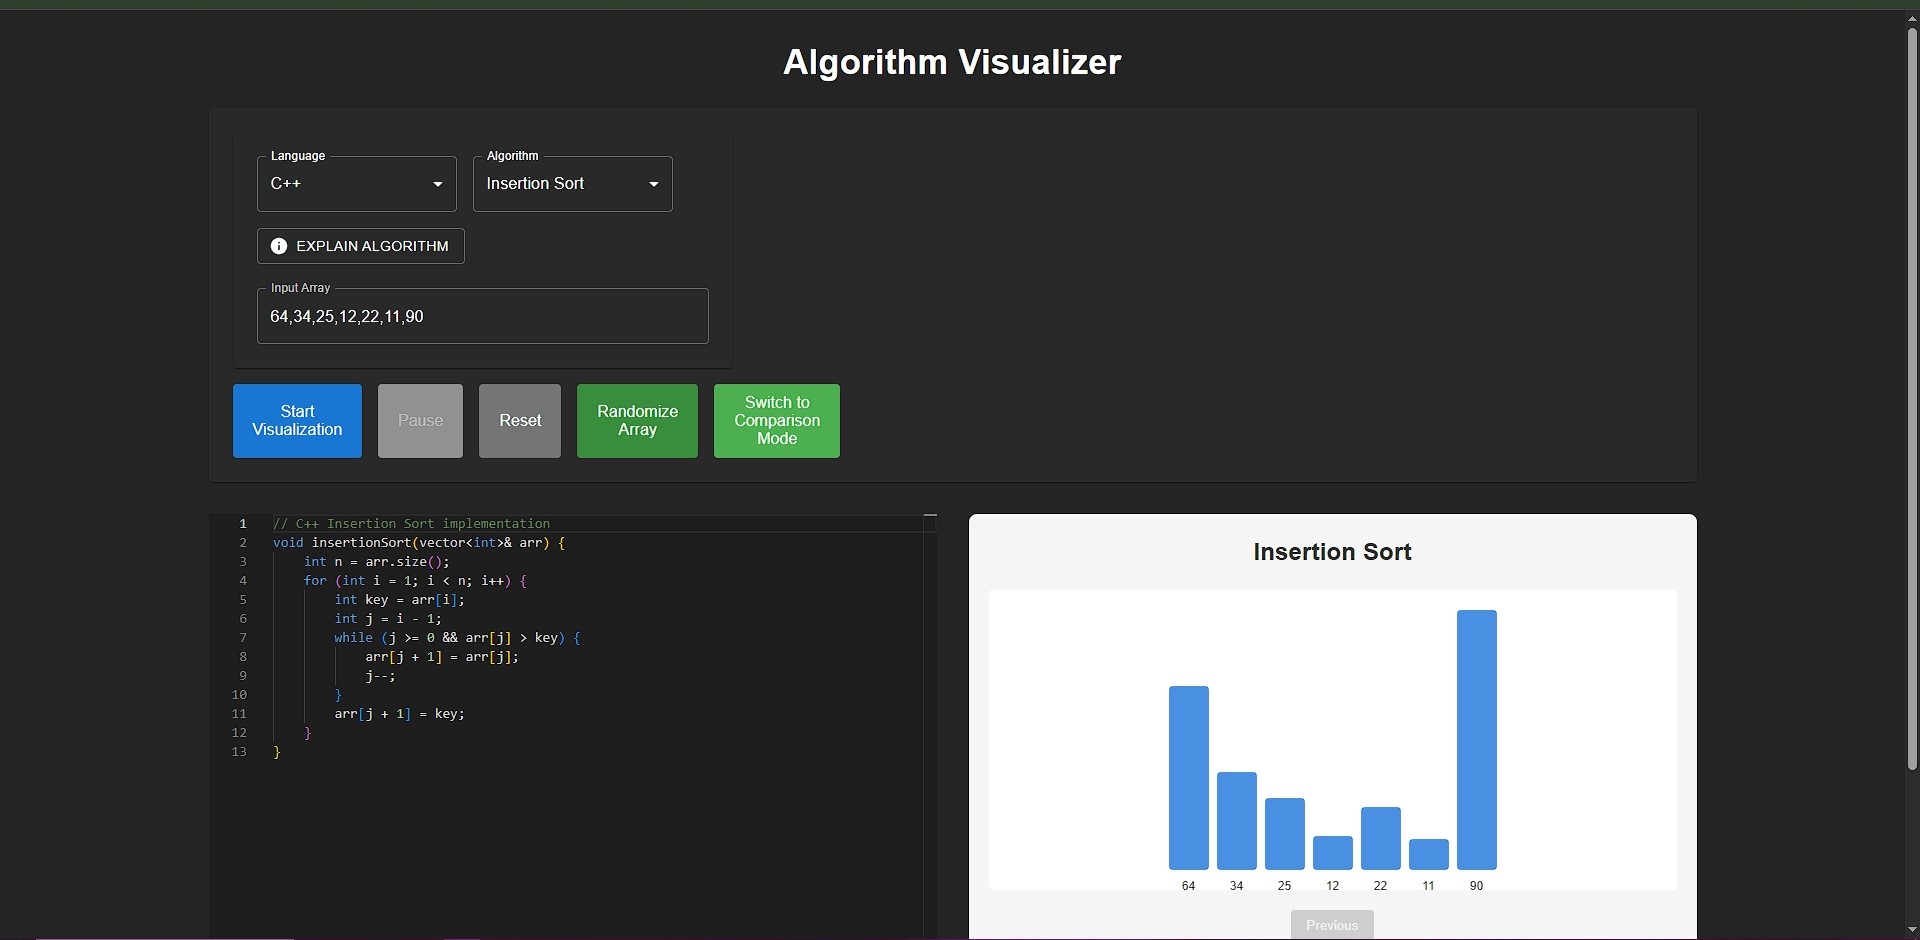 Algorithm Visualizer
Language
C++
Algorithm
Insertion Sort
EXPLAIN ALGORITHM
Input Array
64,34,25,12,22,11,90
Start
Visualization
Pause
Reset
Randomize
Array
Switch to
Comparison
Mode
1 // C++ Insertion Sort implementation
2 void insertionSort(vector<int>& arr) {
3     int n = arr.size();
4     for (int i = 1; i < n; i++) {
5         int key = arr[i];
6         int j = i - 1;
7         while (j >= 0 && arr[j] > key) {
8             arr[j + 1] = arr[j];
9             j--;
10         }
11         arr[j + 1] = key;
12     }
13 }
Insertion Sort
64 34 25 12 22 11 90
Previous